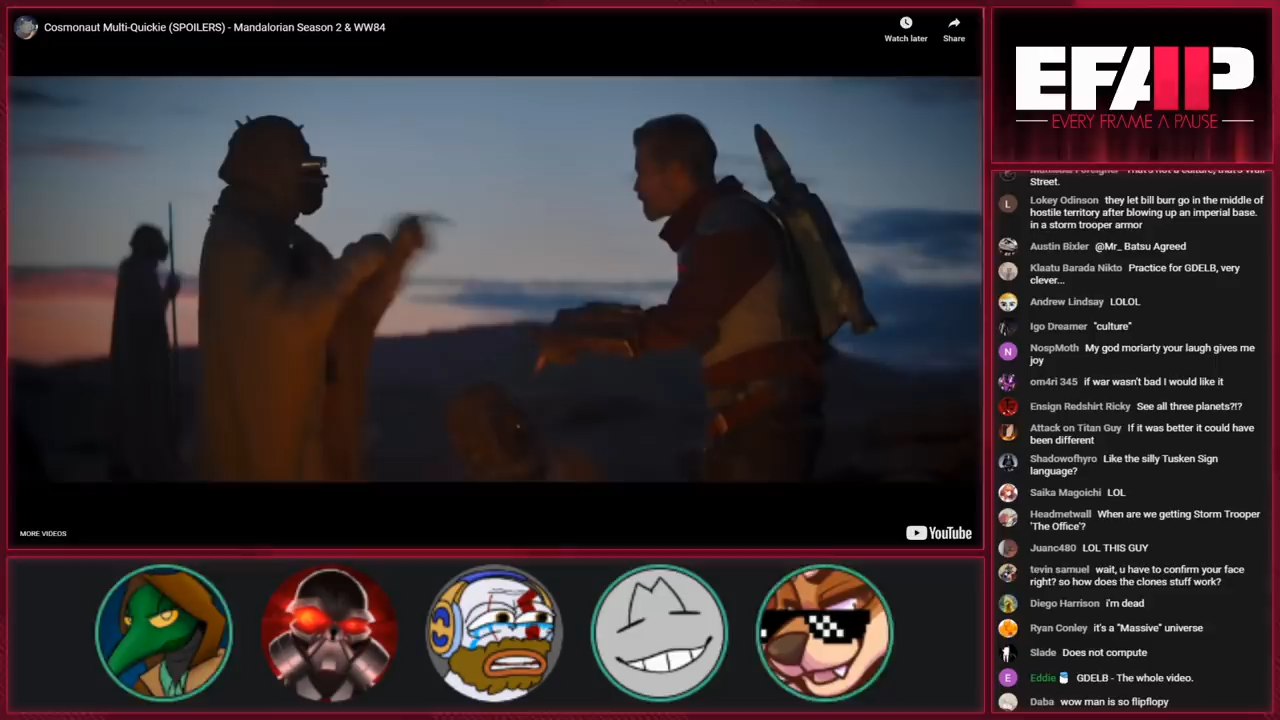 Cosmonaut Multi-Quickie (SPOILERS) - Mandalorian Season 2 & WW84
Watch later
Share
MORE VIDEOS
YouTube
EFAP
EVERY FRAME A PAUSE
Street.
Lokey Odinson they let bill burr go in the middle of
hostile territory after blowing up an imperial base.
in a storm trooper armor
Austin Bixler @Mr_ Batsu Agreed
Klaatu Barada Nikto Practice for GDELB, very
clever...
Andrew Lindsay LOLOL
Igo Dreamer "culture"
N
NospMoth My god moriarty your laugh gives me
joy
om4ri 345 if war wasn't bad I would like it
Ensign Redshirt Ricky See all three planets?!?
Attack on Titan Guy If it was better it could have
been different
Shadowofhyro Like the silly Tusken Sign
language?
Saika Magoichi LOL
Headmetwall When are we getting Storm Trooper
'The Office'?
Juanc480 LOL THIS GUY
tevin samuel wait, u have to confirm your face
right? so how does the clones stuff work?
Diego Harrison i'm dead
Ryan Conley it's a "Massive" universe
Slade Does not compute
E
Eddie GDELB - The whole video.
Daba wow man is so flipflopy
L